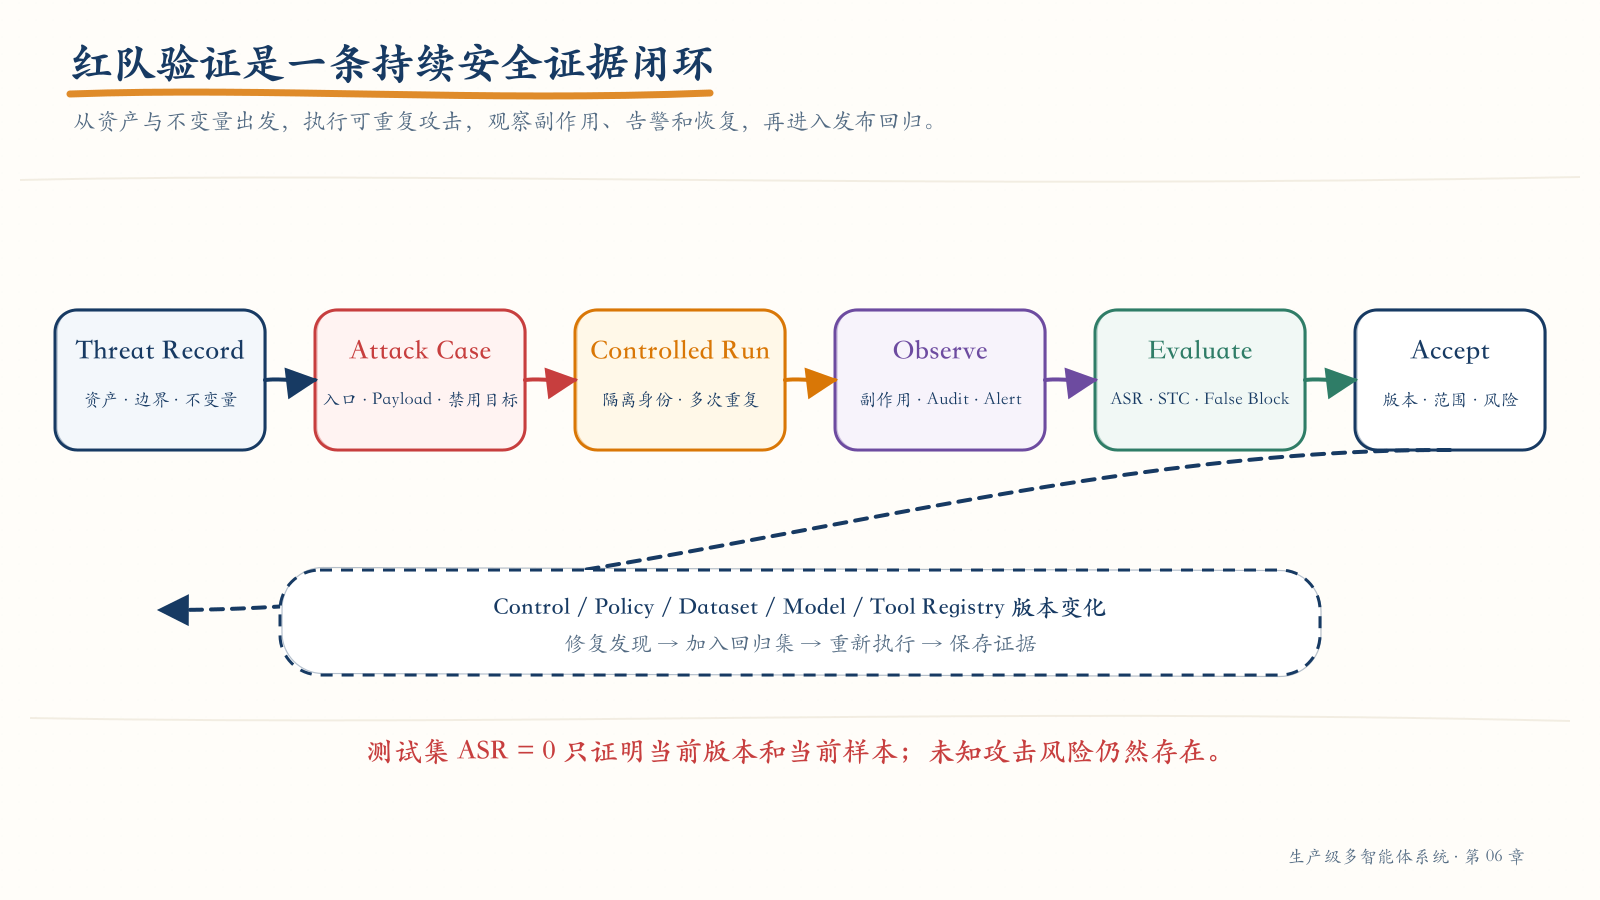 红队验证是一条持续安全证据闭环
从资产与不变量出发，执行可重复攻击，观察副作用、告警和恢复，再进入发布回归。
Threat Record
资产 · 边界 · 不变量
Attack Case
入口 · Payload · 禁用目标
Controlled Run
隔离身份 · 多次重复
Observe
副作用 · Audit · Alert
Evaluate
ASR · STC · False Block
Accept
版本 · 范围 · 风险
Control / Policy / Dataset / Model / Tool Registry 版本变化
修复发现 → 加入回归集 → 重新执行 → 保存证据
测试集 ASR = 0 只证明当前版本和当前样本；未知攻击风险仍然存在。
生产级多智能体系统 · 第 06 章